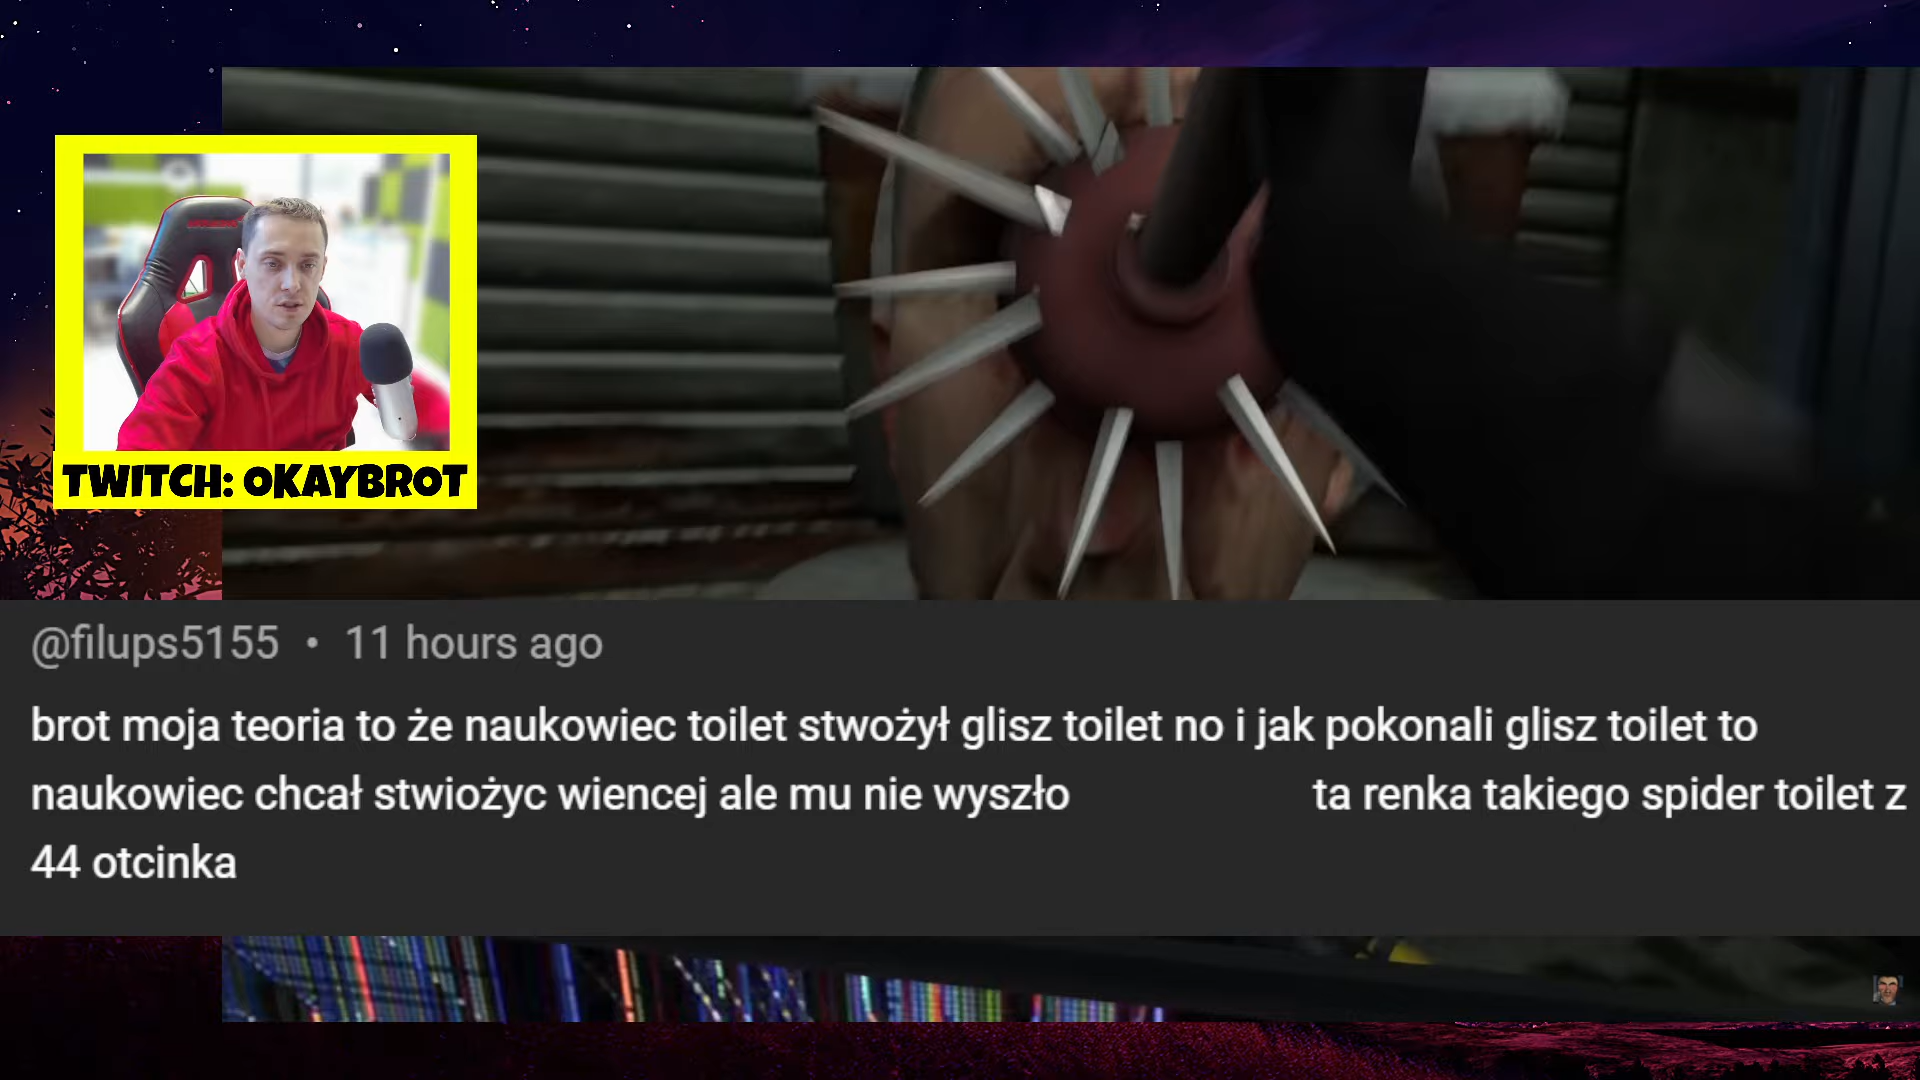 TWITCH: OKAYBROT
@filups5155 • 11 hours ago
brot moja teoria to że naukowiec toilet stwożył glisz toilet no i jak pokonali glisz toilet to
naukowiec chcał stwiożyc wiencej ale mu nie wyszło ta renka takiego spider toilet z
44 otcinka